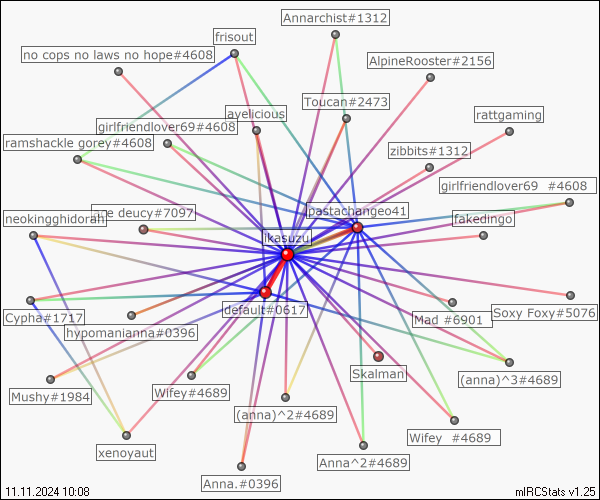 Annarchist#1312
frisout
no cops no laws no hope#4608
AlpineRooster#2156
Toucan#2473
ayelicious
rattgaming
girlfriendlover69#4608
ramshackle gorey#4608
zibbits#1312
girlfriendlover69 #4608
pastachangeo41
deucy#7097
neokingghidorah
fakedingo
ikasuzu
default#0617
Soxy Foxy#5076
Mad #6901
Cypha#1717
hypomanianna#0396
Skalman
(anna)^3#4689
Mushy#1984
Wifey#4689
(anna)^2#4689
Wifey #4689
xenoyaut
Anna^2#4689
Anna.#0396
11.11.2024 10:08
mIRCStats v1.25